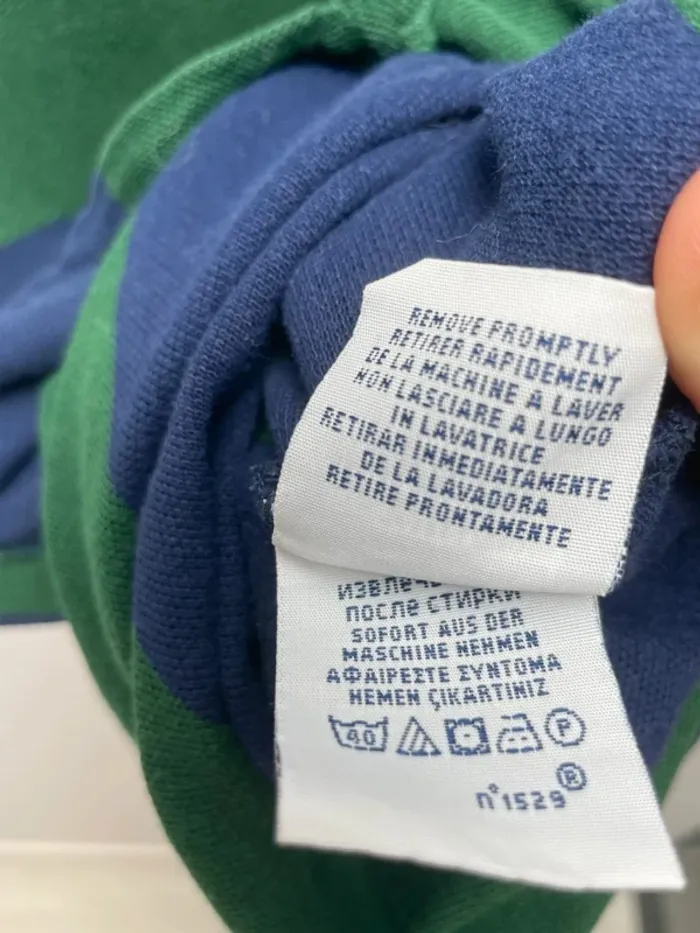 REMOVE PROMPTLY
RETIRER RAPIDEMENT
DE LA MACHINE A LAVER
NON LASCIARE A LUNGO
IN LAVATRICE
RETIRAR INMEDIATAMENTE
DE LA LAVADORA
RETIRE PRONTAMENTE
после стирки
SOFORT AUS DER
MASCHINE NEHMEN
ΑΦΑΙΡΕΣΤΕ ΣΥΝΤΟΜΑ
HEMEN ÇIKARTINIZ
40 P
n°1529®